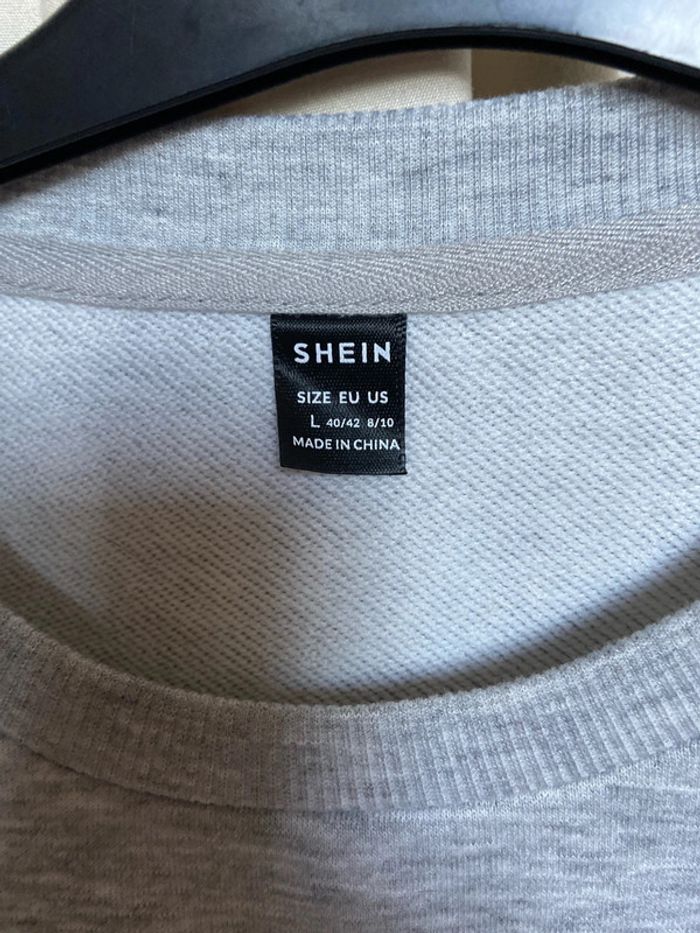 SHEIN
SIZE EU US
L 40/42 8/10
MADE IN CHINA